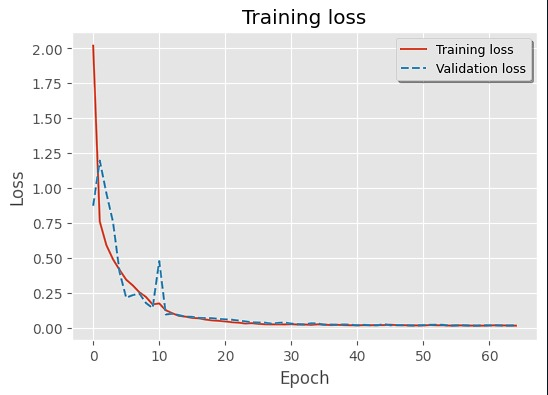 Training loss
Training loss
Validation loss
2.00
1.75
1.50
1.25
1.00
0.75
0.50
0.25
0.00
Loss
0 10 20 30 40 50 60
Epoch